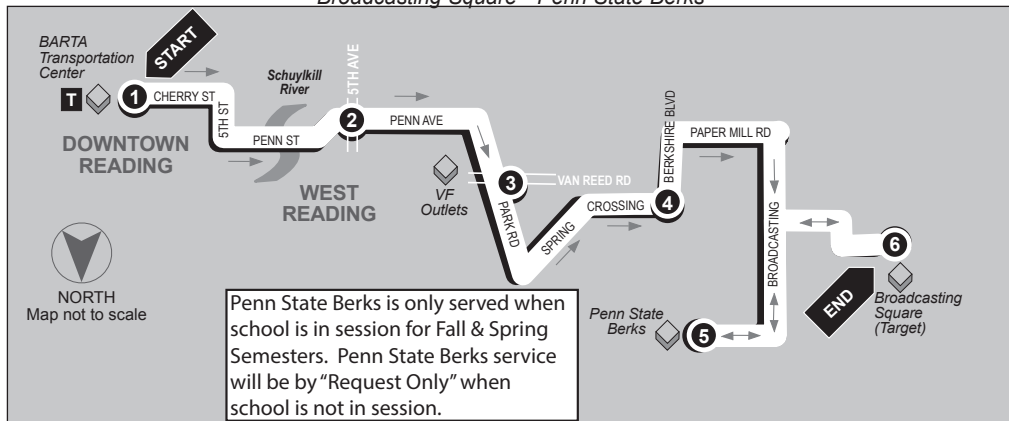 Broadcasting Square - Penn State Berks
BARTA
Transportation
Center
START
T
1
CHERRY ST
5TH ST
DOWNTOWN
READING
Schuylkill
River
PENN ST
5TH AVE
2
WEST
READING
PENN AVE
VF
Outlets
3
VAN REED RD
PARK RD
SPRING
CROSSING
4
BERKSHIRE BLVD
PAPER MILL RD
BROADCASTING
6
END
Broadcasting
Square
(Target)
Penn State
Berks
5
NORTH
Map not to scale
Penn State Berks is only served when
school is in session for Fall & Spring
Semesters. Penn State Berks service
will be by "Request Only" when
school is not in session.